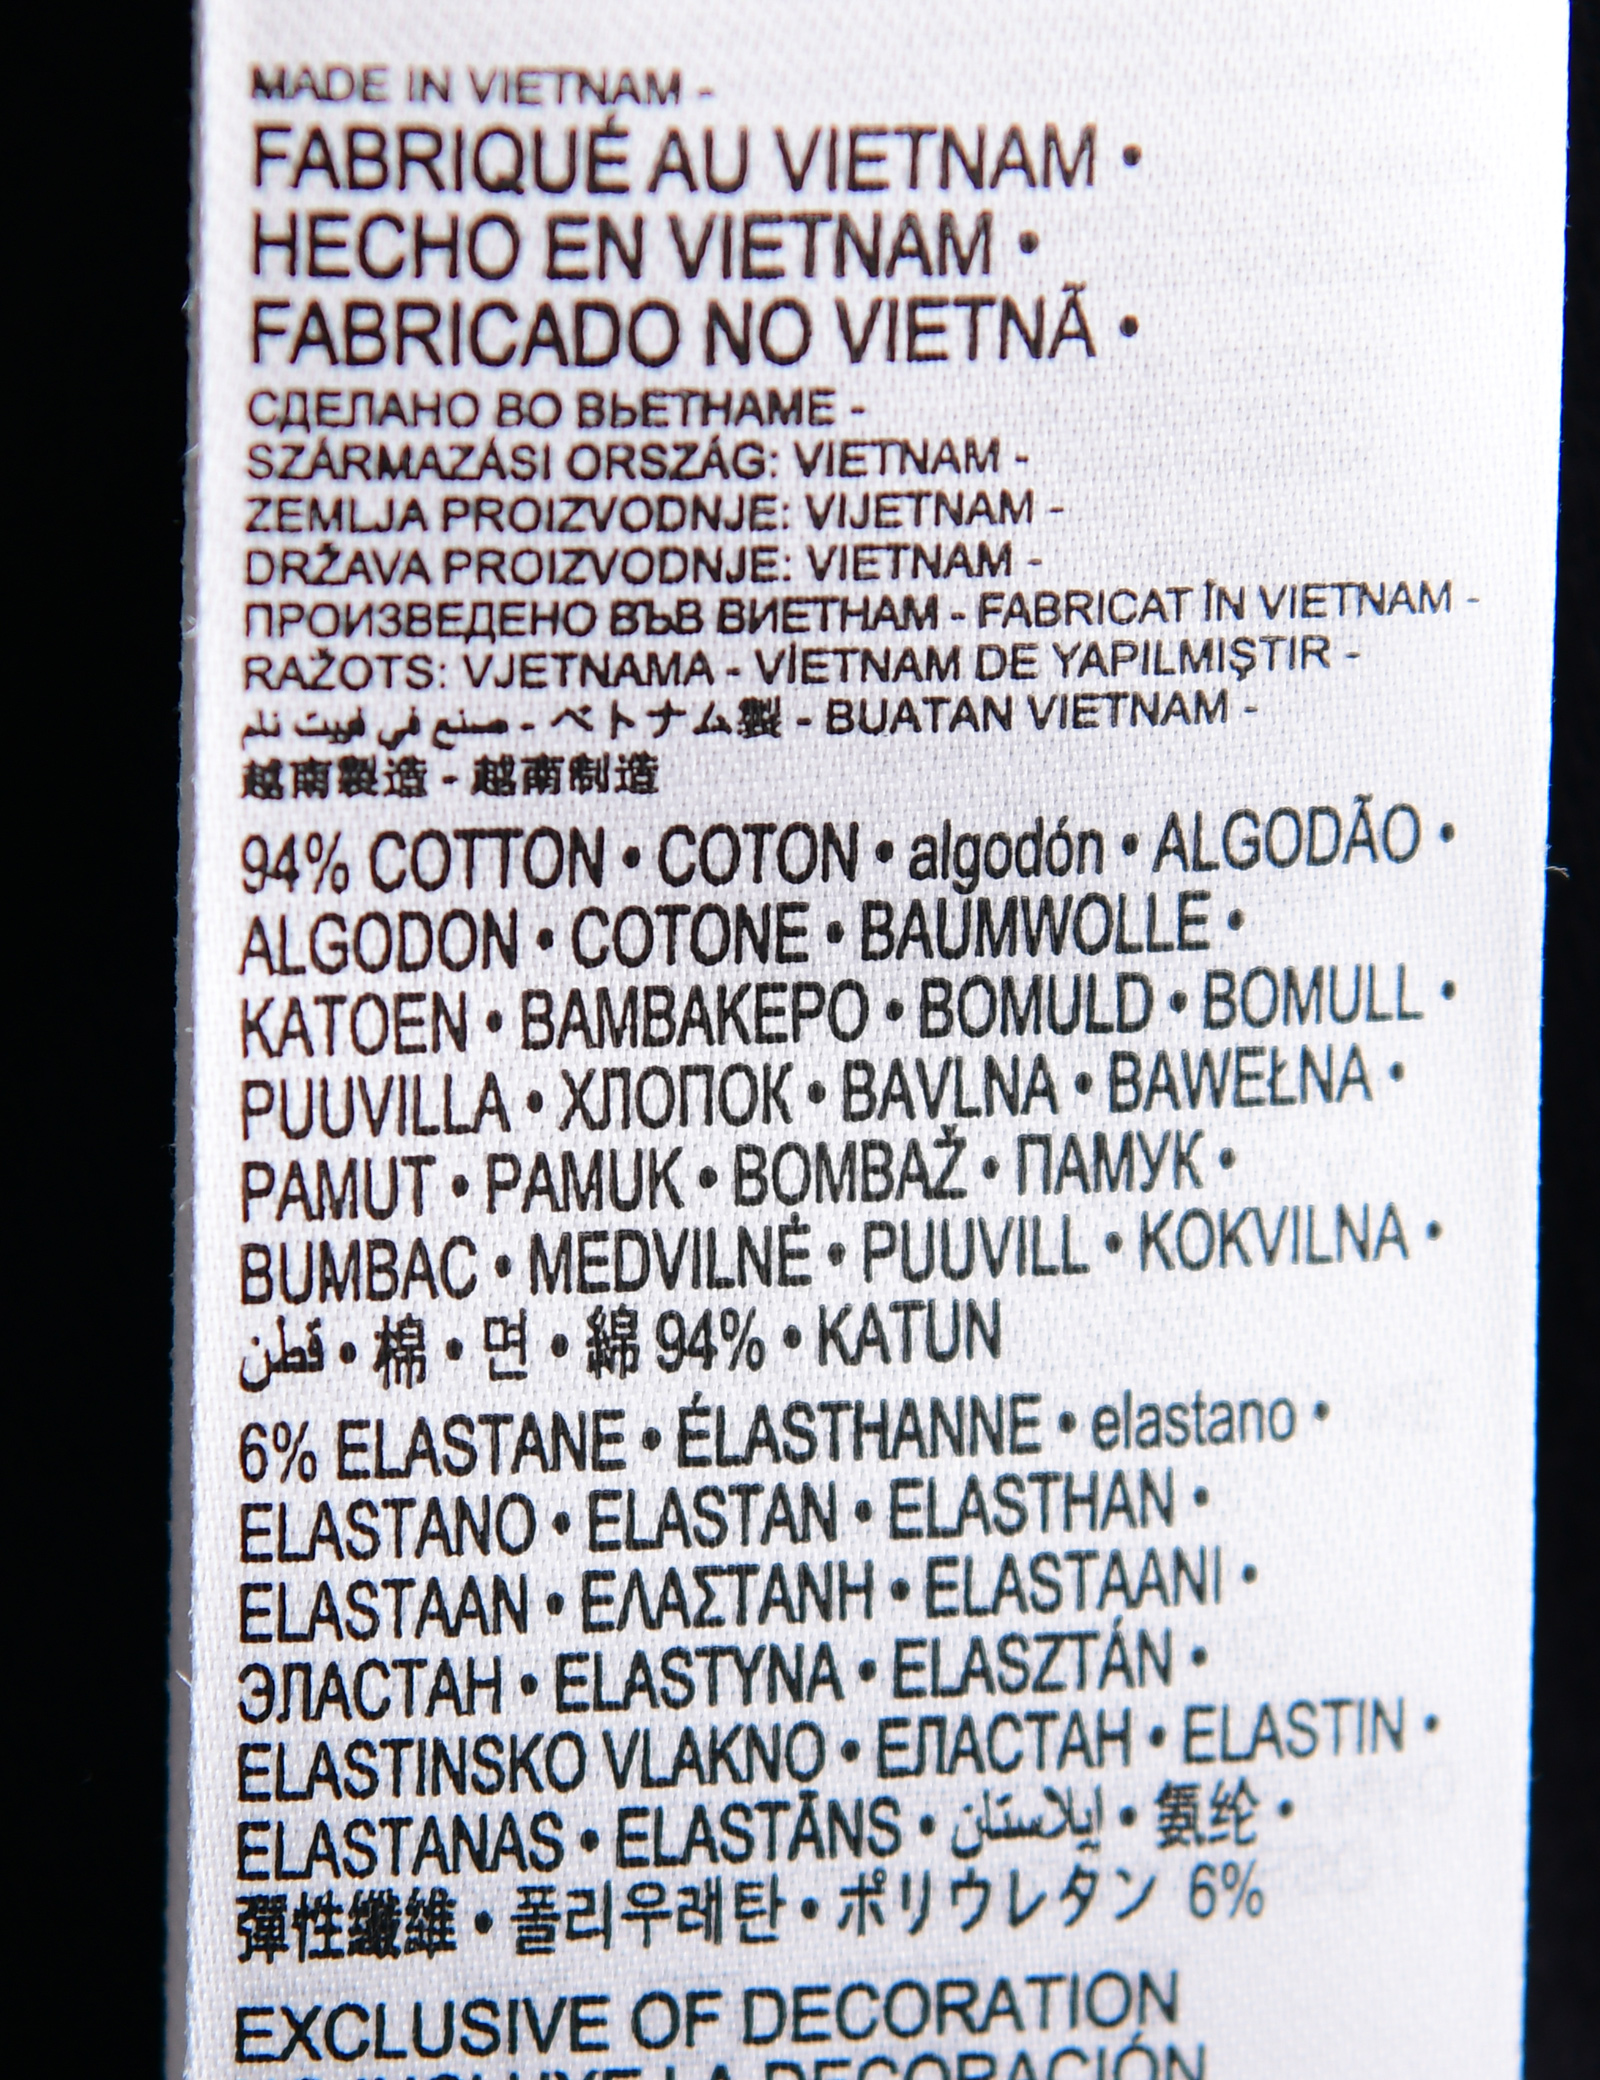 MADE IN VIETNAM -
FABRIQUÉ AU VIETNAM •
HECHO EN VIETNAM •
FABRICADO NO VIETNÃ •
СДЕЛАНО ВО ВЬЕТНАМЕ -
SZÁRMAZÁSI ORSZÁG: VIETNAM -
ZEMLJA PROIZVODNJE: VIJETNAM -
DRŽAVA PROIZVODNJE: VIETNAM -
ПРОИЗВЕДЕНО ВЪВ ВИЕТНАМ - FABRICAT ÎN VIETNAM -
RAŽOTS: VJETNAMA - VİETNAM DE YAPILMIŞTIR -
صنع في فييت نام - ベトナム製 - BUATAN VIETNAM -
越南製造 - 越南制造
94% COTTON • COTON • algodón • ALGODÃO •
ALGODON • COTONE • BAUMWOLLE •
KATOEN • ΒΑΜΒΑΚΕΡΟ • BOMULD • BOMULL •
PUUVILLA • ХЛОПОК • BAVLNA • BAWEŁNA •
PAMUT • PAMUK • BOMBAŽ • ПАМУК •
BUMBAC • MEDVILNĖ • PUUVILL • KOKVILNA •
قطن • 棉 • 면 • 綿 94% • KATUN
6% ELASTANE • ÉLASTHANNE • elastano •
ELASTANO • ELASTAN • ELASTHAN •
ELASTAAN • ΕΛΑΣΤΑΝΗ • ELASTAANI •
ЭЛАСТАН • ELASTYNA • ELASZTÁN •
ELASTINSKO VLAKNO • ЕЛАСТАН • ELASTIN •
ELASTANAS • ELASTĀNS • إيلاستان • 氨纶 •
彈性纖維 • 폴리우레탄 • ポリウレタン 6%
EXCLUSIVE OF DECORATION
LA DECORACIÓN